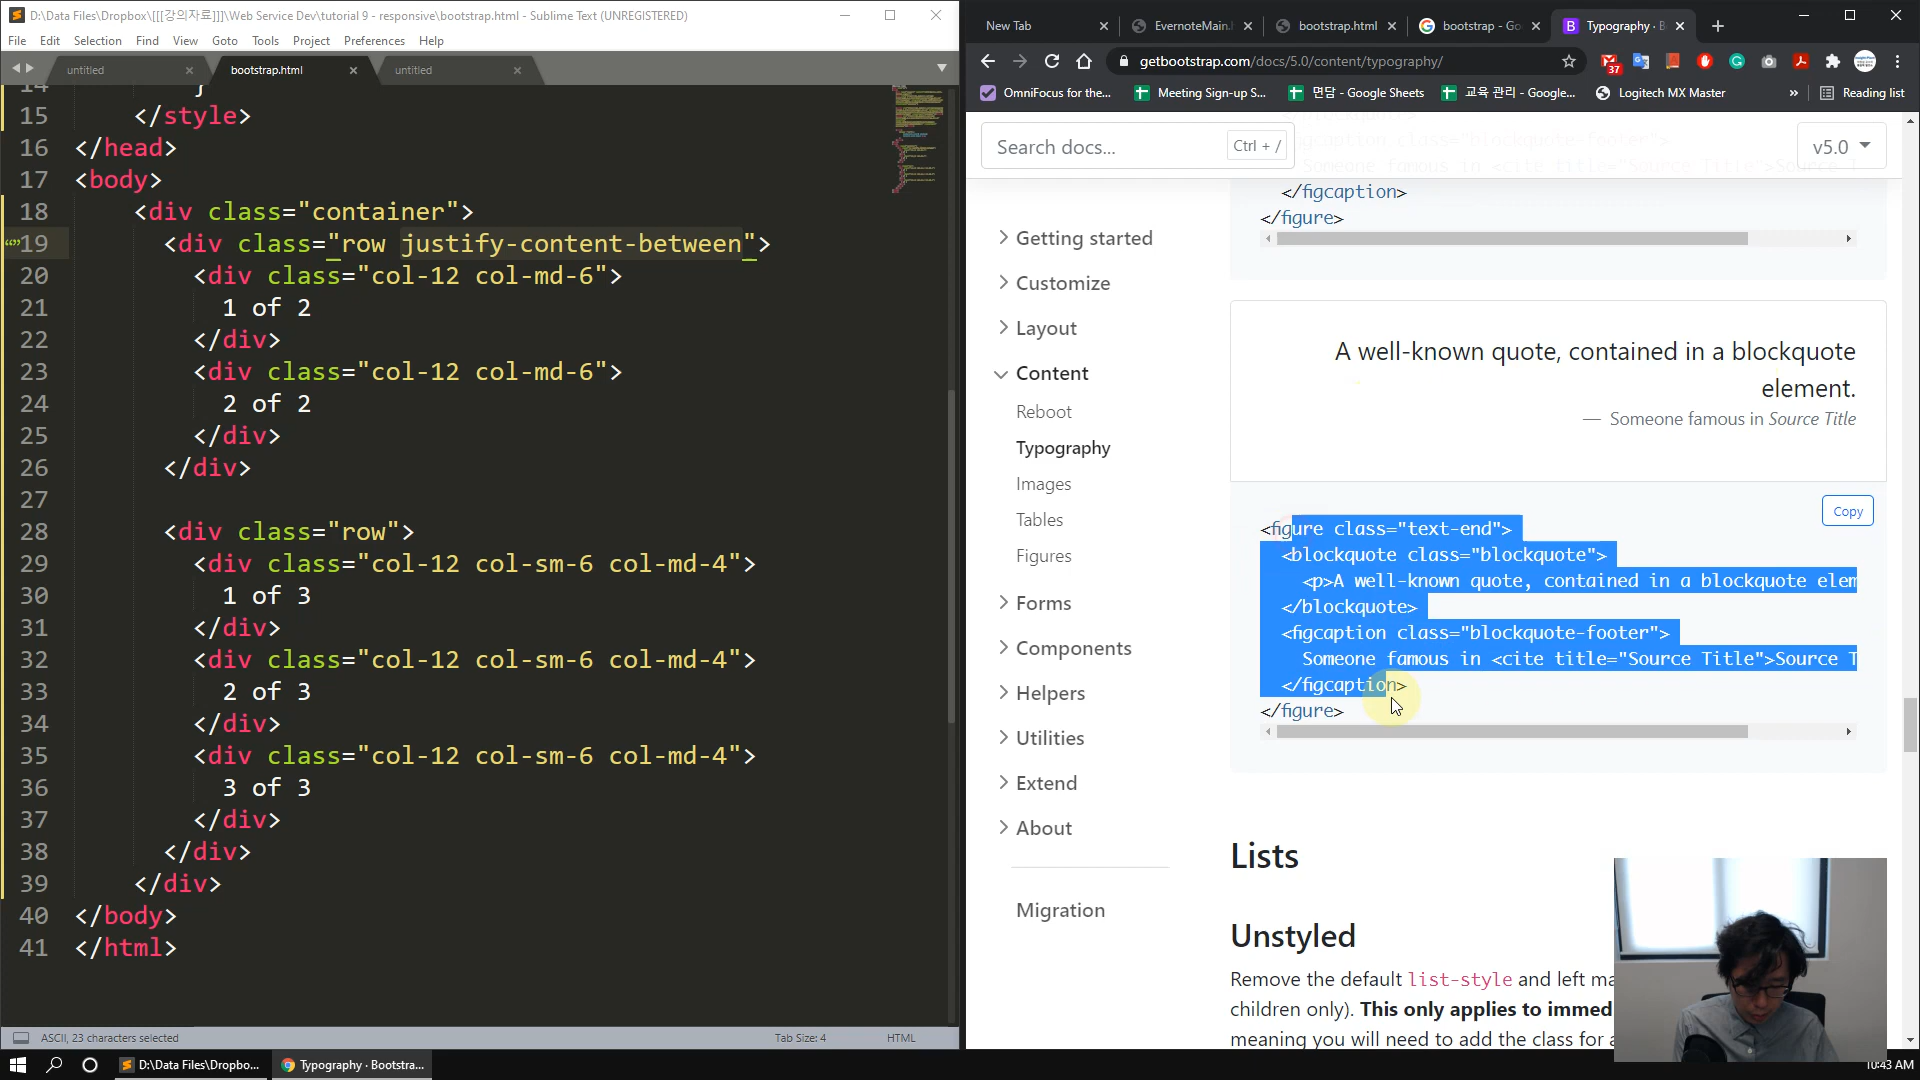 D:\Data Files\Dropbox\[[[강의자료]]]\Web Service Dev\tutorial 9 - responsive\bootstrap.html - Sublime Text (UNREGISTERED)
File Edit Selection Find View Goto Tools Project Preferences Help
untitled bootstrap.html untitled
14 }
15 </style>
16 </head>
17 <body>
18 <div class="container">
19 <div class="row justify-content-between">
20 <div class="col-12 col-md-6">
21 1 of 2
22 </div>
23 <div class="col-12 col-md-6">
24 2 of 2
25 </div>
26 </div>
27
28 <div class="row">
29 <div class="col-12 col-sm-6 col-md-4">
30 1 of 3
31 </div>
32 <div class="col-12 col-sm-6 col-md-4">
33 2 of 3
34 </div>
35 <div class="col-12 col-sm-6 col-md-4">
36 3 of 3
37 </div>
38 </div>
39 </div>
40 </body>
41 </html>
ASCII, 23 characters selected Tab Size: 4 HTML
New Tab EvernoteMain. bootstrap.html bootstrap - Go Typography · B
getbootstrap.com/docs/5.0/content/typography/
37
OmniFocus for the... Meeting Sign-up S... 면담 - Google Sheets 교육 관리 - Google... Logitech MX Master » Reading list
Search docs... Ctrl + / v5.0
Getting started
Customize
Layout
Content
Reboot
Typography
Images
Tables
Figures
Forms
Components
Helpers
Utilities
Extend
About
Migration
<figcaption class="blockquote-footer">
Someone famous in <cite title="Source Title">Source T
</figcaption>
</figure>
A well-known quote, contained in a blockquote
element.
— Someone famous in Source Title
Copy
<figure class="text-end">
<blockquote class="blockquote">
<p>A well-known quote, contained in a blockquote elem
</blockquote>
<figcaption class="blockquote-footer">
Someone famous in <cite title="Source Title">Source T
</figcaption>
</figure>
Lists
Unstyled
Remove the default list-style and left ma
children only). This only applies to immed
meaning you will need to add the class for a
D:\Data Files\Dropbo... Typography · Bootstra... 10:43 AM